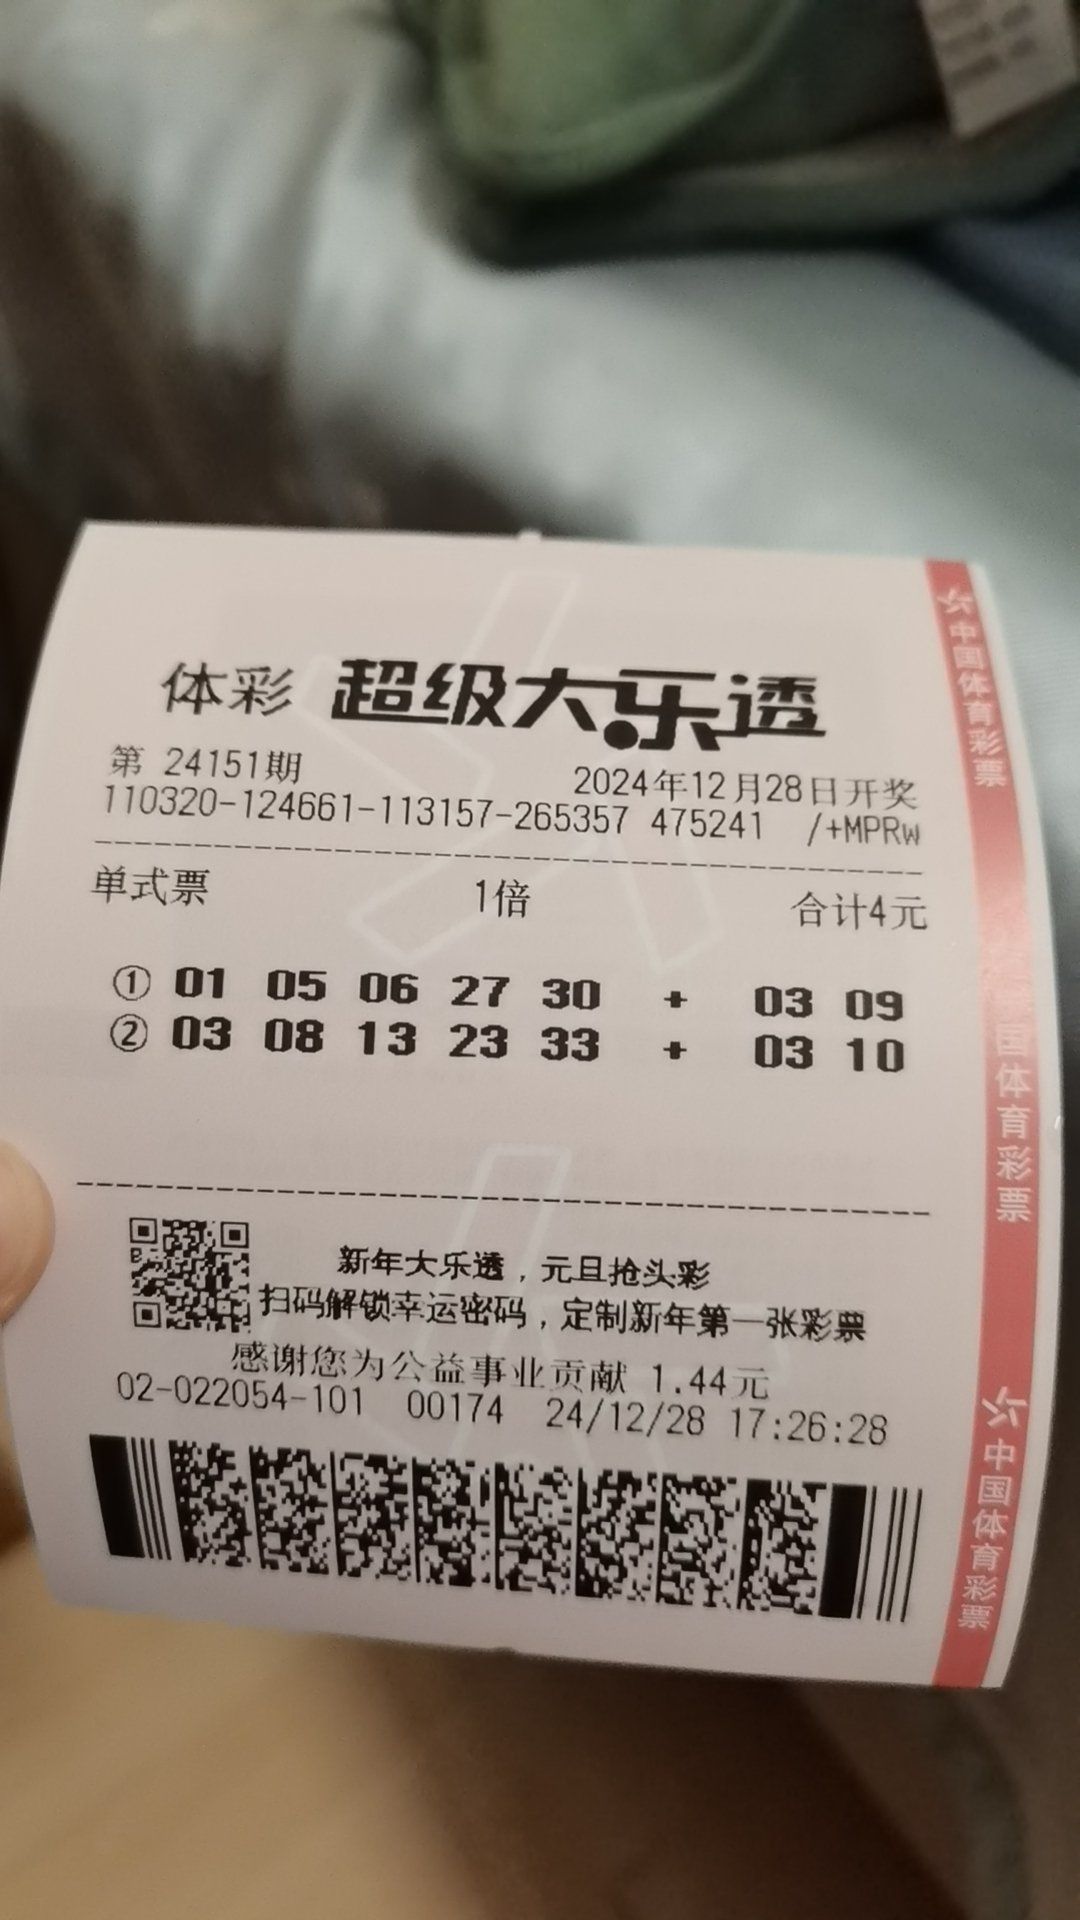 体彩 超级大乐透
第 24151期 2024年12月28日开奖
110320-124661-113157-265357 475241 /+MPRw
单式票 1倍 合计4元
① 01 05 06 27 30 + 03 09
② 03 08 13 23 33 + 03 10
新年大乐透，元旦抢头彩
扫码解锁幸运密码，定制新年第一张彩票
感谢您为公益事业贡献 1.44元
02-022054-101 00174 24/12/28 17:26:28
中国体育彩票
国体育彩票
中国体育彩票